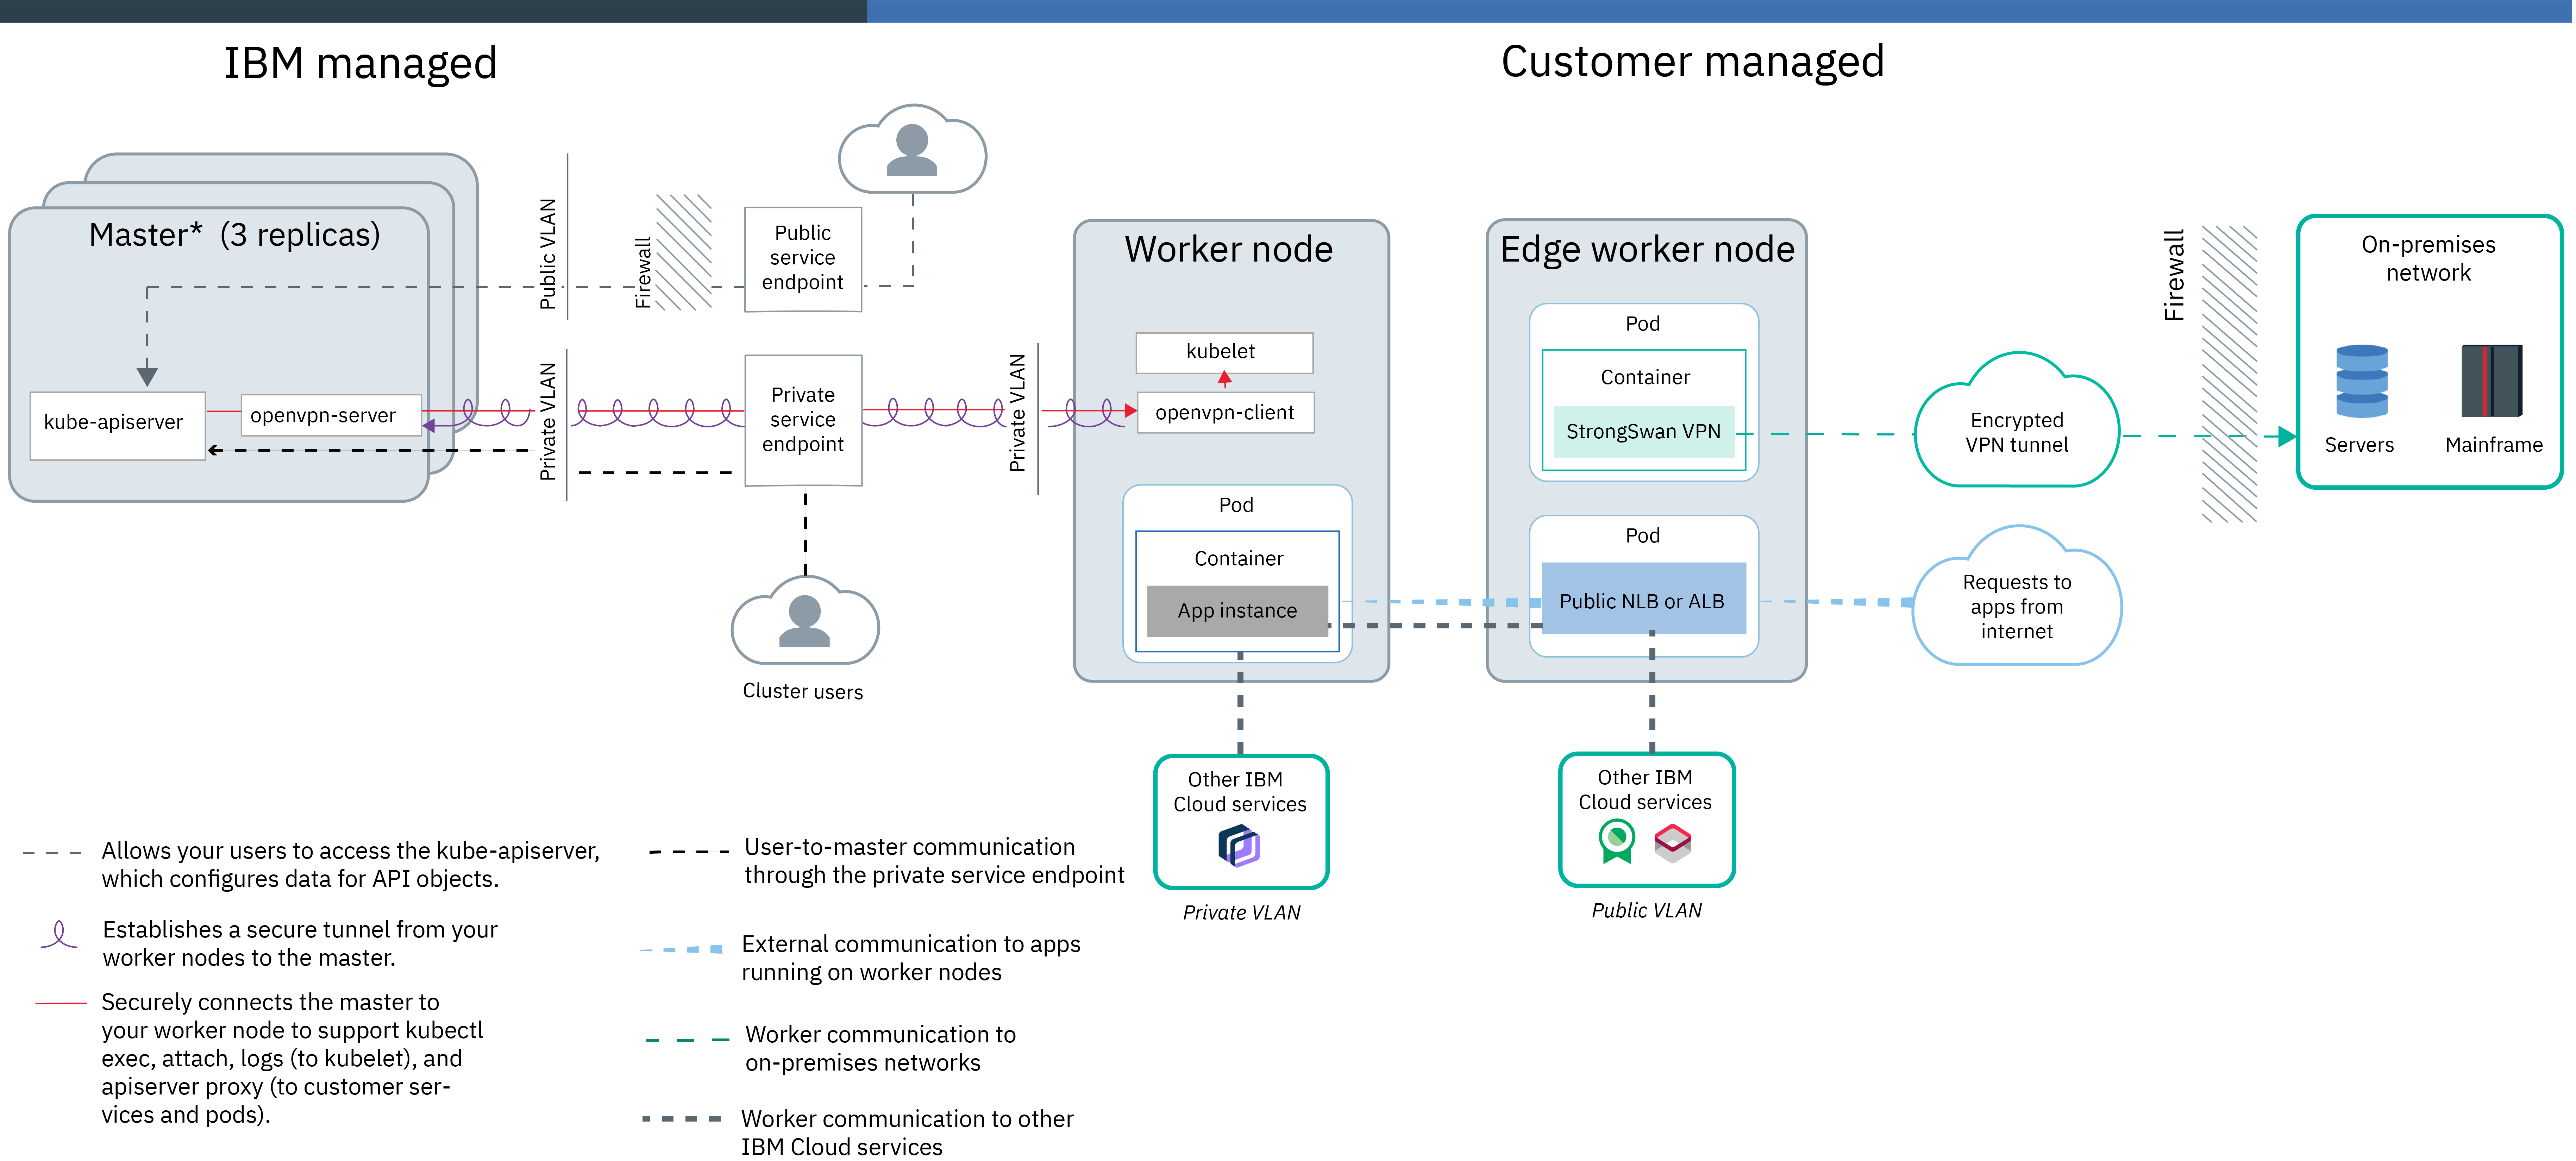 IBM managed
Customer managed
Master* (3 replicas)
kube-apiserver
openvpn-server
Public VLAN
Firewall
Public
service
endpoint
Private VLAN
Private
service
endpoint
Private VLAN
Cluster users
Worker node
kubelet
openvpn-client
Pod
Container
App instance
Edge worker node
Pod
Container
StrongSwan VPN
Pod
Public NLB or ALB
Encrypted
VPN tunnel
Requests to
apps from
internet
Firewall
On-premises
network
Servers
Mainframe
Other IBM
Cloud services
Private VLAN
Other IBM
Cloud services
Public VLAN
Allows your users to access the kube-apiserver,
which configures data for API objects.
Establishes a secure tunnel from your
worker nodes to the master.
Securely connects the master to
your worker node to support kubectl
exec, attach, logs (to kubelet), and
apiserver proxy (to customer ser-
vices and pods).
User-to-master communication
through the private service endpoint
External communication to apps
running on worker nodes
Worker communication to
on-premises networks
Worker communication to other
IBM Cloud services